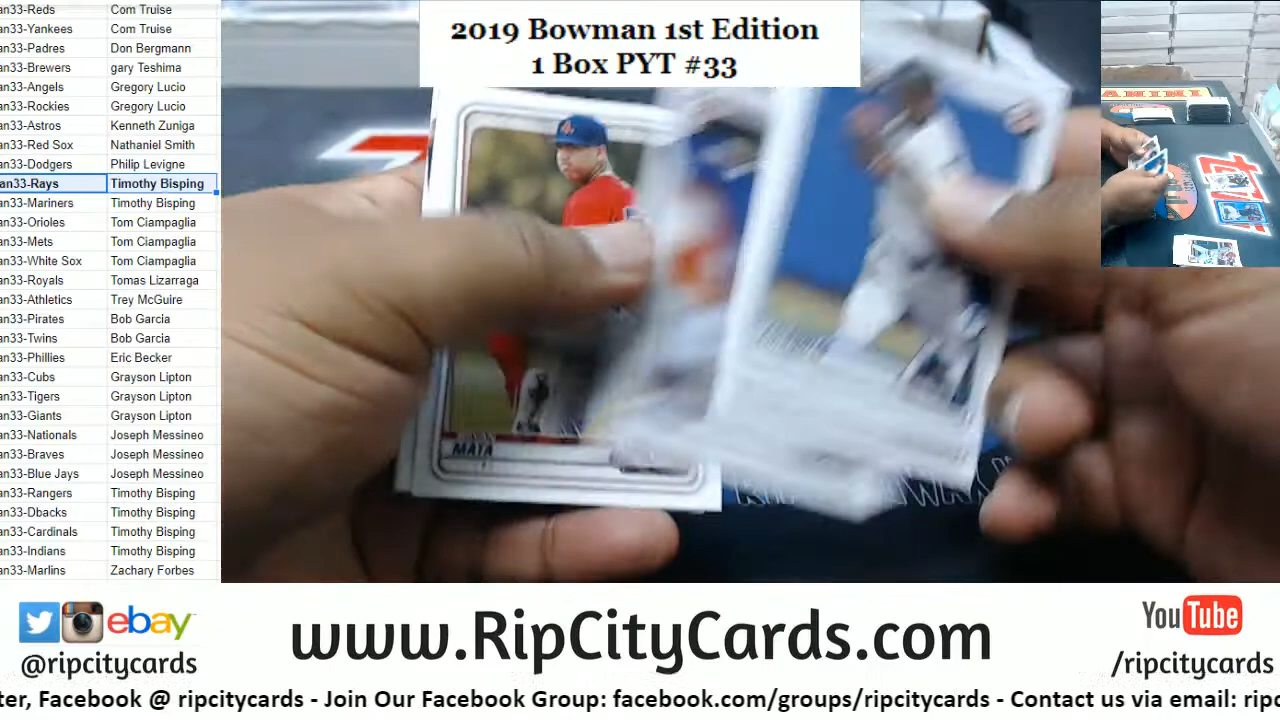 an33-Reds Com Truise
an33-Yankees Com Truise
an33-Padres Don Bergmann
an33-Brewers gary Teshima
an33-Angels Gregory Lucio
an33-Rockies Gregory Lucio
an33-Astros Kenneth Zuniga
an33-Red Sox Nathaniel Smith
an33-Dodgers Philip Levigne
an33-Rays Timothy Bisping
an33-Mariners Timothy Bisping
an33-Orioles Tom Ciampaglia
an33-Mets Tom Ciampaglia
an33-White Sox Tom Ciampaglia
an33-Royals Tomas Lizarraga
an33-Athletics Trey McGuire
an33-Pirates Bob Garcia
an33-Twins Bob Garcia
an33-Phillies Eric Becker
an33-Cubs Grayson Lipton
an33-Tigers Grayson Lipton
an33-Giants Grayson Lipton
an33-Nationals Joseph Messineo
an33-Braves Joseph Messineo
an33-Blue Jays Joseph Messineo
an33-Rangers Timothy Bisping
an33-Dbacks Timothy Bisping
an33-Cardinals Timothy Bisping
an33-Indians Timothy Bisping
an33-Marlins Zachary Forbes
2019 Bowman 1st Edition
1 Box PYT #33
MATA
PANINI
ebay
@ripcitycards
www.RipCityCards.com
YouTube
/ripcitycards
ter, Facebook @ ripcitycards - Join Our Facebook Group: facebook.com/groups/ripcitycards - Contact us via email: ripc